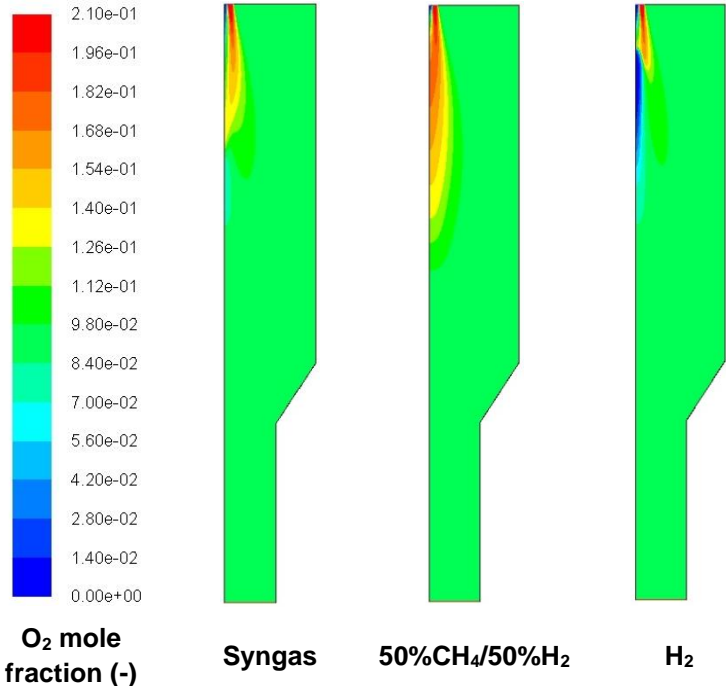 2.10e-01
1.96e-01
1.82e-01
1.68e-01
1.54e-01
1.40e-01
1.26e-01
1.12e-01
9.80e-02
8.40e-02
7.00e-02
5.60e-02
4.20e-02
2.80e-02
1.40e-02
0.00e+00
O₂ mole
fraction (-)
Syngas
50%CH₄/50%H₂
H₂